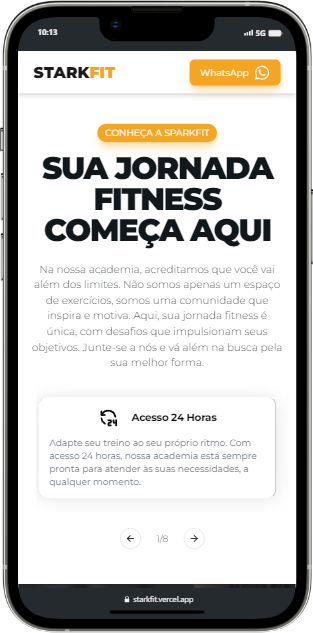 10:13
5G
STARKFIT
WhatsApp
CONHEÇA A SPARKFIT
SUA JORNADA
FITNESS
COMEÇA AQUI
Na nossa academia, acreditamos que você vai
além dos limites. Não somos apenas um espaço
de exercícios, somos uma comunidade que
inspira e motiva. Aqui, sua jornada fitness é
única, com desafios que impulsionam seus
objetivos. Junte-se a nós e vá além na busca pela
sua melhor forma.
24
Acesso 24 Horas
Adapte seu treino ao seu próprio ritmo. Com
acesso 24 horas, nossa academia está sempre
pronta para atender às suas necessidades, a
qualquer momento.
1/8
starkfit.vercel.app